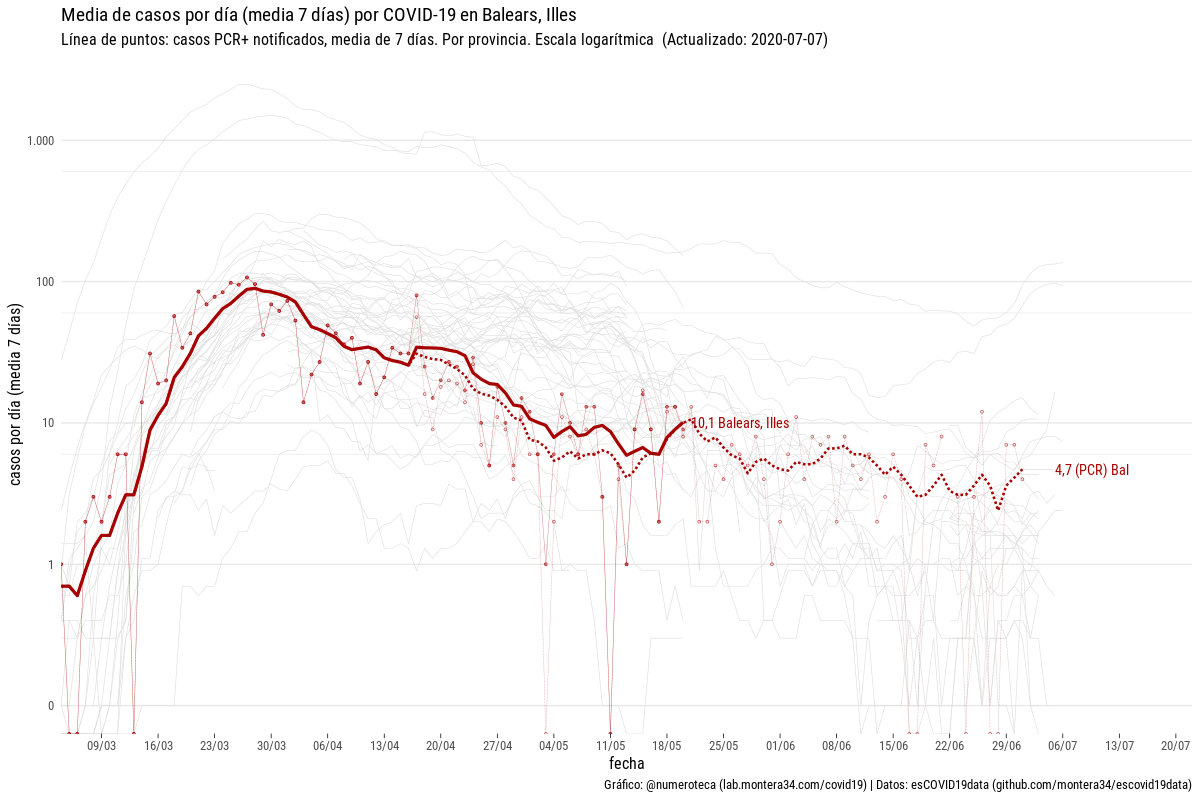 Media de casos por día (media 7 días) por COVID-19 en Balears, Illes
Línea de puntos: casos PCR+ notificados, media de 7 días. Por provincia. Escala logarítmica (Actualizado: 2020-07-07)
casos por día (media 7 días)
1.000
100
10
1
0
10,1 Balears, Illes
4,7 (PCR) Bal
09/03 16/03 23/03 30/03 06/04 13/04 20/04 27/04 04/05 11/05 18/05 25/05 01/06 08/06 15/06 22/06 29/06 06/07 13/07 20/07
fecha
Gráfico: @numeroteca (lab.montera34.com/covid19) | Datos: esCOVID19data (github.com/montera34/escovid19data)